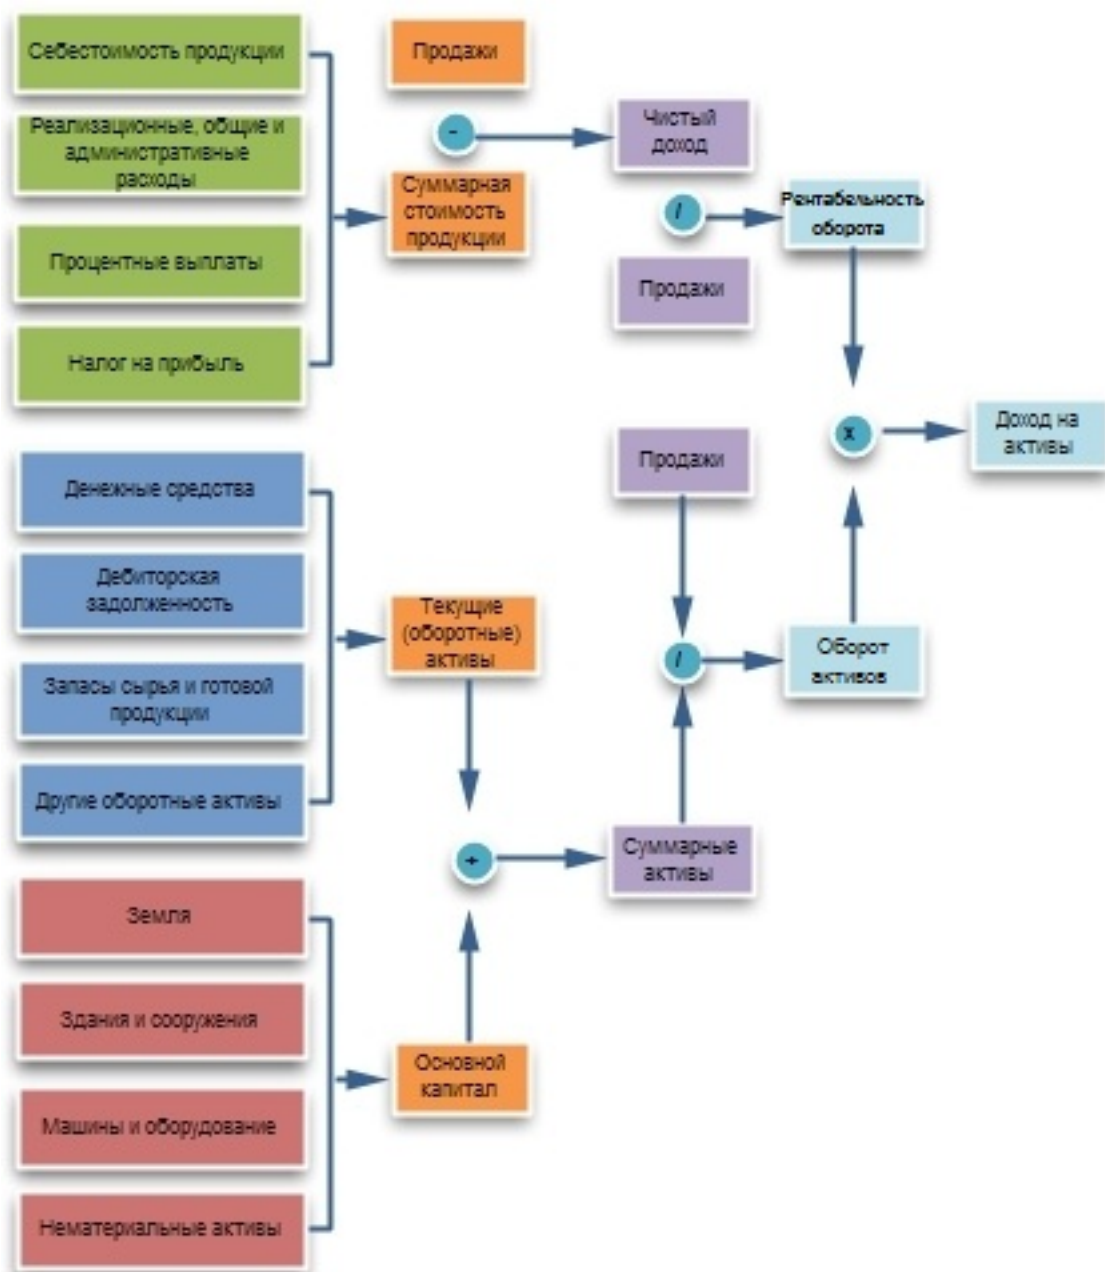 Себестоимость продукции
Реализационные, общие и
административные
расходы
Процентные выплаты
Налог на прибыль
Продажи
-
Суммарная
стоимость
продукции
Чистый
доход
/
Продажи
Рентабельность
оборота
x
Доход на
активы
Денежные средства
Дебиторская
задолженность
Запасы сырья и готовой
продукции
Другие оборотные активы
Текущие
(оборотные)
активы
+
Продажи
/
Оборот
активов
Суммарные
активы
Земля
Здания и сооружения
Машины и оборудование
Нематериальные активы
Основной
капитал